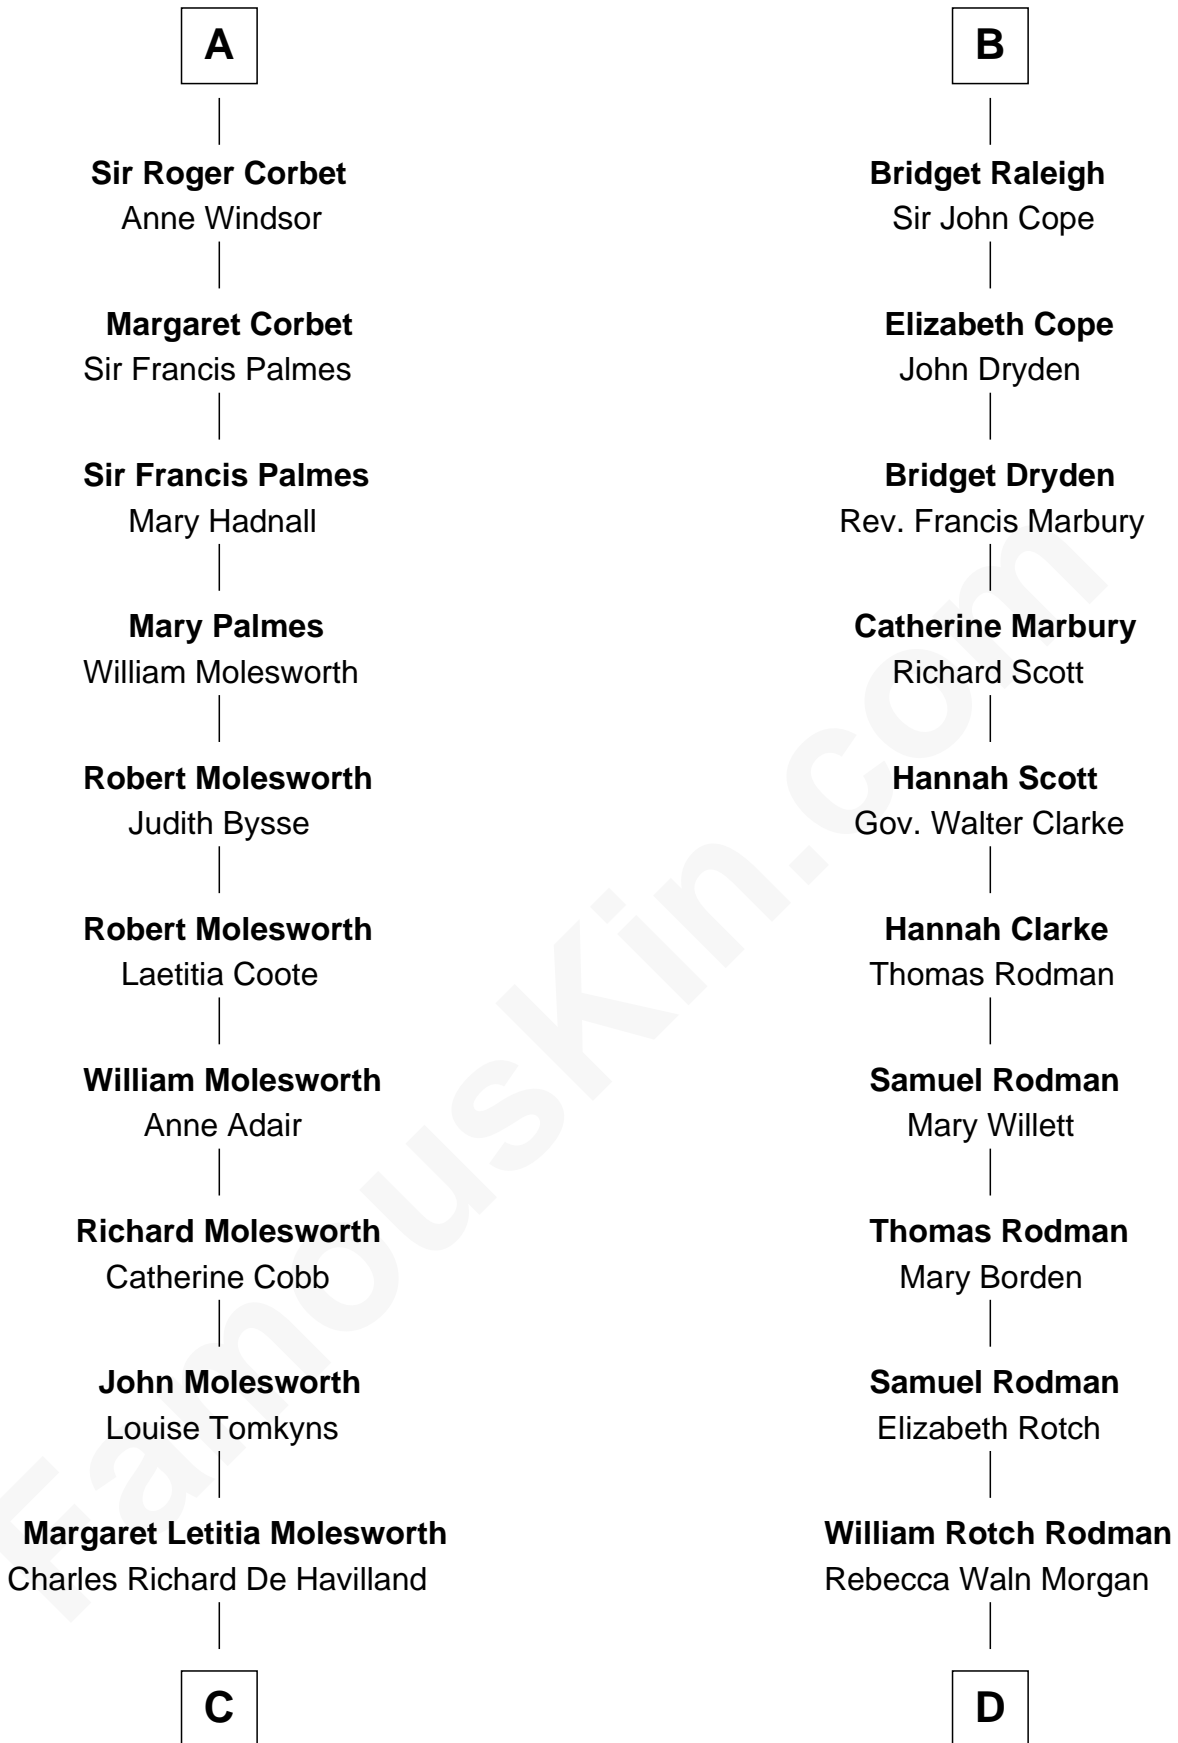 A
B
Sir Roger Corbet
Anne Windsor
Bridget Raleigh
Sir John Cope
Margaret Corbet
Sir Francis Palmes
Elizabeth Cope
John Dryden
Sir Francis Palmes
Mary Hadnall
Bridget Dryden
Rev. Francis Marbury
Mary Palmes
William Molesworth
Catherine Marbury
Richard Scott
Robert Molesworth
Judith Bysse
Hannah Scott
Gov. Walter Clarke
Robert Molesworth
Laetitia Coote
Hannah Clarke
Thomas Rodman
William Molesworth
Anne Adair
Samuel Rodman
Mary Willett
Richard Molesworth
Catherine Cobb
Thomas Rodman
Mary Borden
John Molesworth
Louise Tomkyns
Samuel Rodman
Elizabeth Rotch
Margaret Letitia Molesworth
Charles Richard De Havilland
William Rotch Rodman
Rebecca Waln Morgan
C
D
FamousKin.com